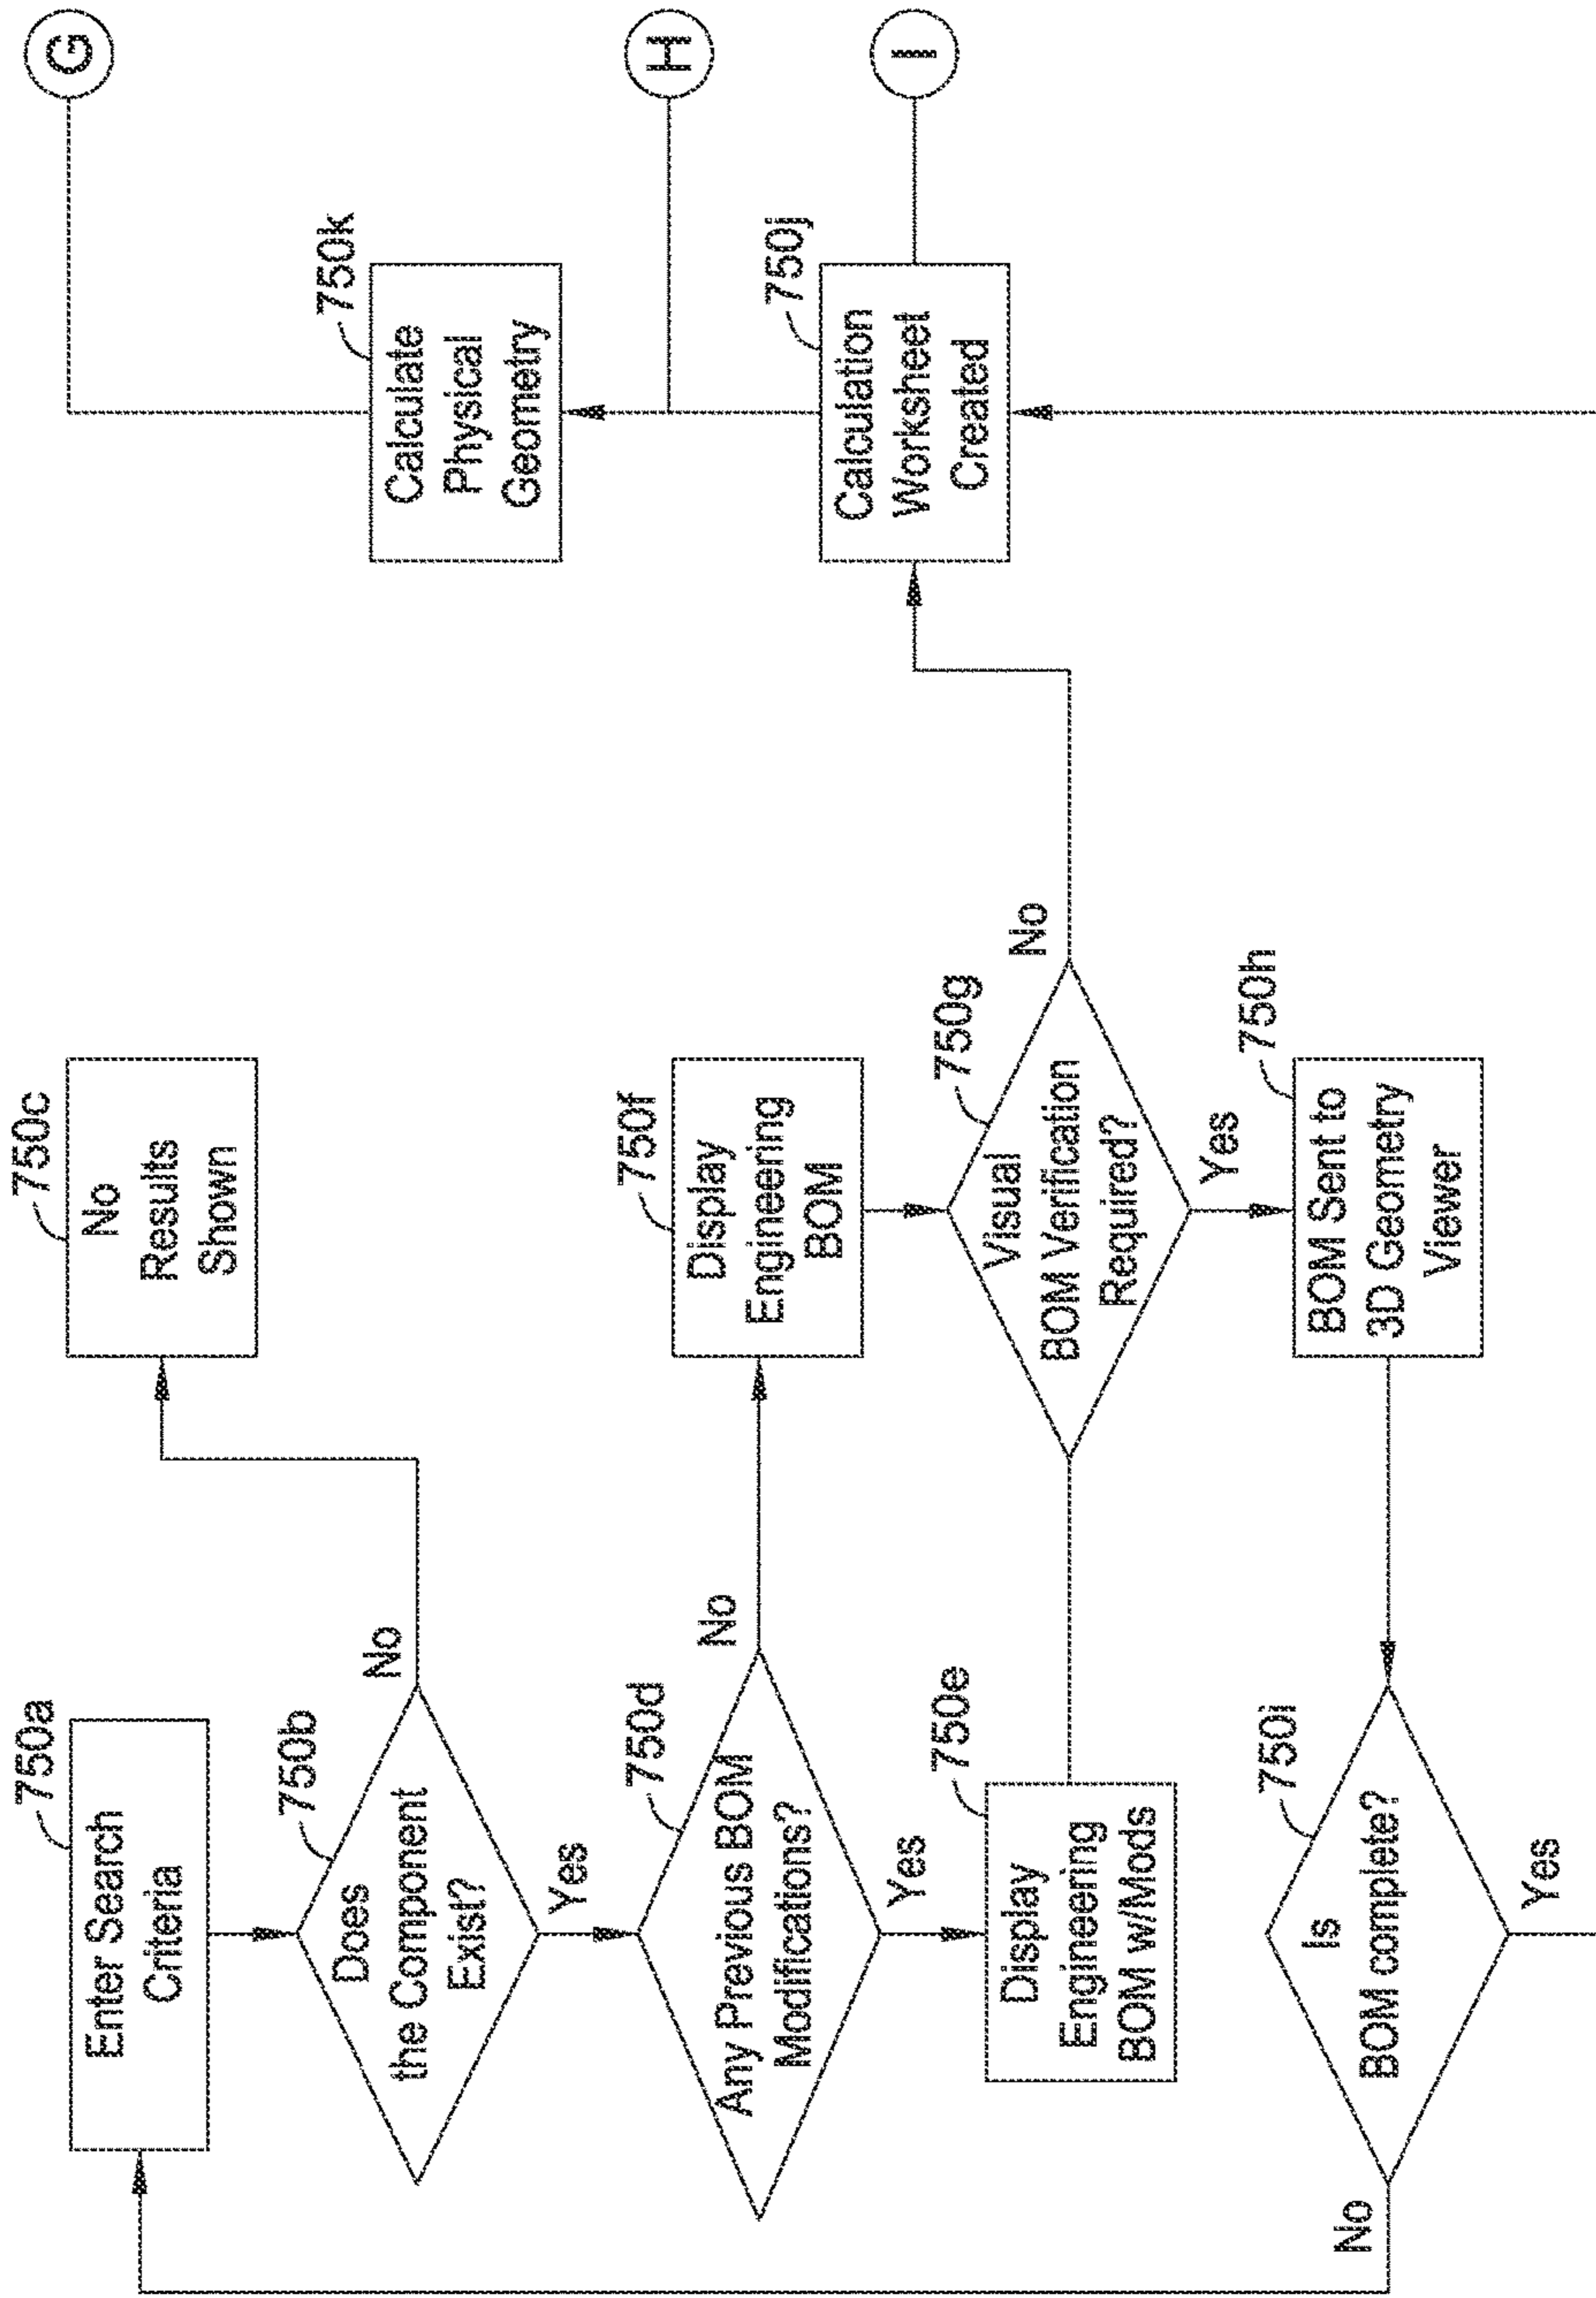 750a
Enter Search
Criteria
750b
Does
the Component
Exist?
No
Yes
750c
No
Results
Shown
750d
Any Previous BOM
Modifications?
No
Yes
750e
Display
Engineering
BOM w/Mods
750f
Display
Engineering
BOM
750g
Visual
BOM Verification
Required?
No
Yes
750h
BOM Sent to
3D Geometry
Viewer
750i
Is
BOM complete?
No
Yes
750j
Calculation
Worksheet
Created
750k
Calculate
Physical
Geometry
G
H
I